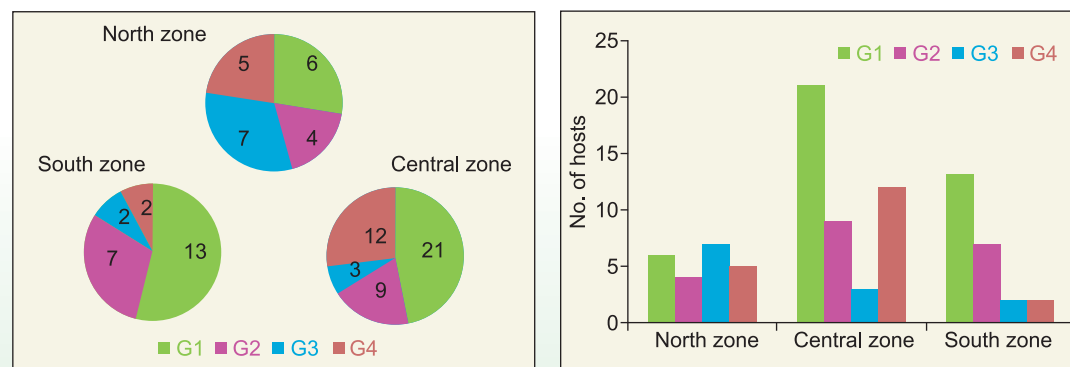 North zone
5
6
7
4
South zone
2
2
7
13
Central zone
12
21
3
9
G1 G2 G3 G4
No. of hosts
25
20
15
10
5
0
G1 G2 G3 G4
North zone Central zone South zone